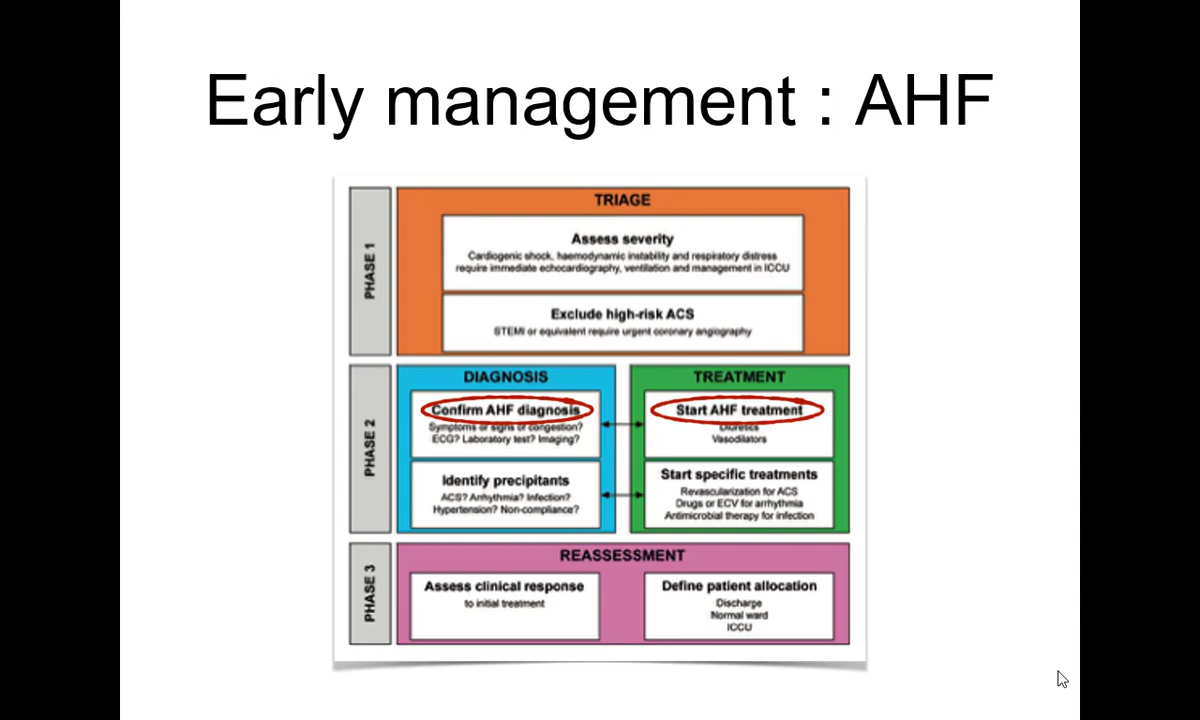 Early management : AHF
PHASE 1
TRIAGE
Assess severity
Cardiogenic shock, haemodynamic instability and respiratory distress
require immediate echocardiography, ventilation and management in ICCU
Exclude high-risk ACS
STEMI or equivalent require urgent coronary angiography
PHASE 2
DIAGNOSIS
Confirm AHF diagnosis
Symptoms or signs of congestion?
ECG? Laboratory test? Imaging?
Identify precipitants
ACS? Arrhythmia? Infection?
Hypertension? Non-compliance?
TREATMENT
Start AHF treatment
Diuretics
Vasodilators
Start specific treatments
Revascularization for ACS
Drugs or ECV for arrhythmia
Antimicrobial therapy for infection
PHASE 3
REASSESSMENT
Assess clinical response
to initial treatment
Define patient allocation
Discharge
Normal ward
ICCU